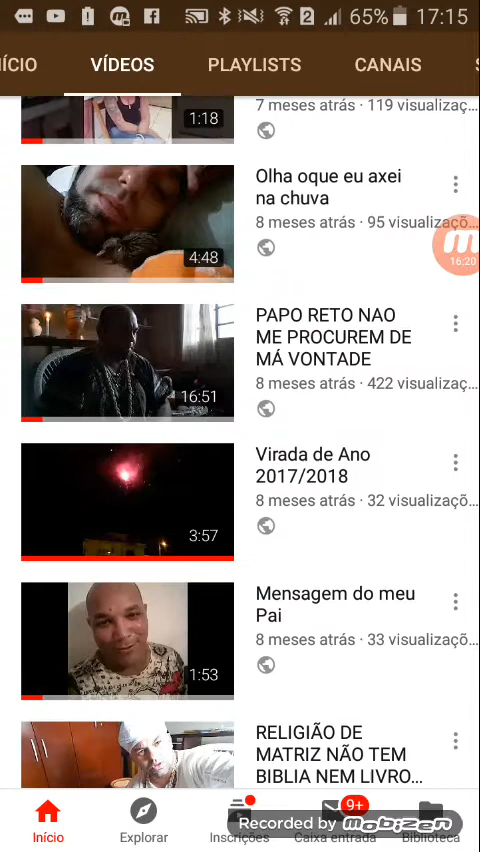 2 65% 17:15
ÍCIO VÍDEOS PLAYLISTS CANAIS
1:18
7 meses atrás · 119 visualizaç...
4:48
Olha oque eu axei
na chuva
8 meses atrás · 95 visualizaçõ...
16:20
16:51
PAPO RETO NAO
ME PROCUREM DE
MÁ VONTADE
8 meses atrás · 422 visualizaç...
3:57
Virada de Ano
2017/2018
8 meses atrás · 32 visualizaçõ...
1:53
Mensagem do meu
Pai
8 meses atrás · 33 visualizaçõ...
RELIGIÃO DE
MATRIZ NÃO TEM
BIBLIA NEM LIVRO...
9+
Início Explorar Inscrições Caixa entrada Biblioteca
Recorded by mobizen